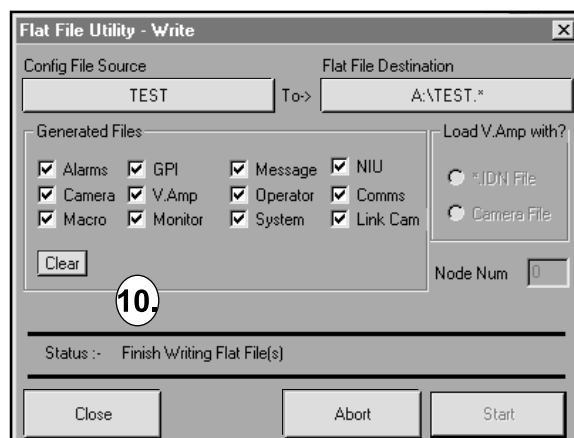 Flat File Utility - Write
Config File Source Flat File Destination
TEST To-> A:\TEST.*
Generated Files Load V.Amp with?
Alarms GPI Message NIU
*.IDN File
Camera V.Amp Operator Comms
Camera File
Macro Monitor System Link Cam
Clear
Node Num 0
10.
Status :- Finish Writing Flat File(s)
Close Abort Start